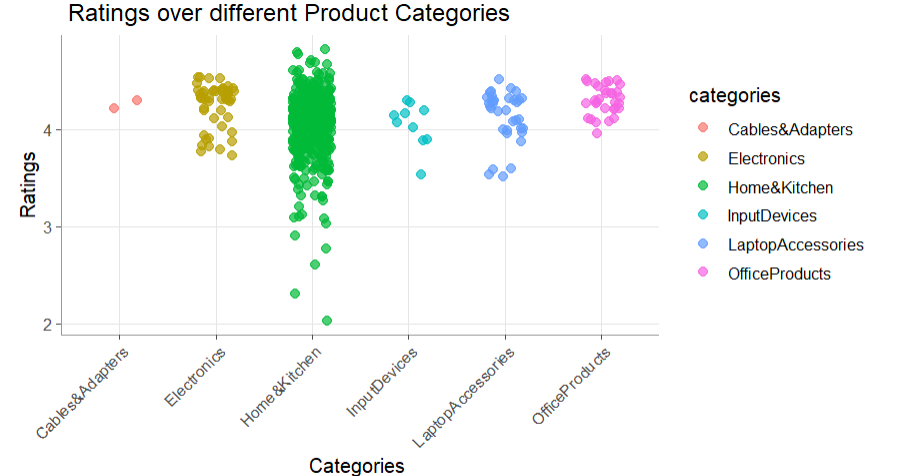 Ratings over different Product Categories
Ratings
4
3
2
Cables&Adapters
Electronics
Home&Kitchen
InputDevices
LaptopAccessories
OfficeProducts
Categories
categories
Cables&Adapters
Electronics
Home&Kitchen
InputDevices
LaptopAccessories
OfficeProducts